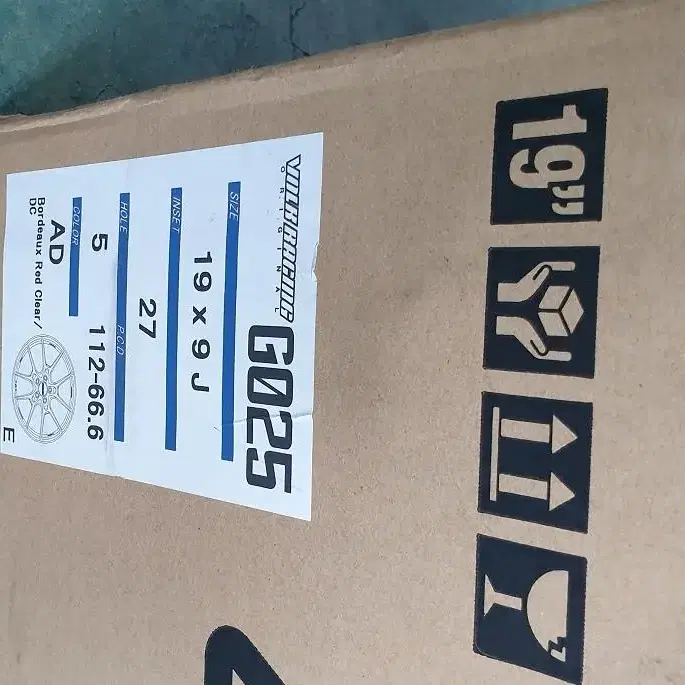 VOLKRACING
ORIGINAL
G025
SIZE
19 x 9 J
INSET
27
HOLE P.C.D
5 112-66.6
COLOR
AD
Bordeaux Red Clear/
DC
E
19"